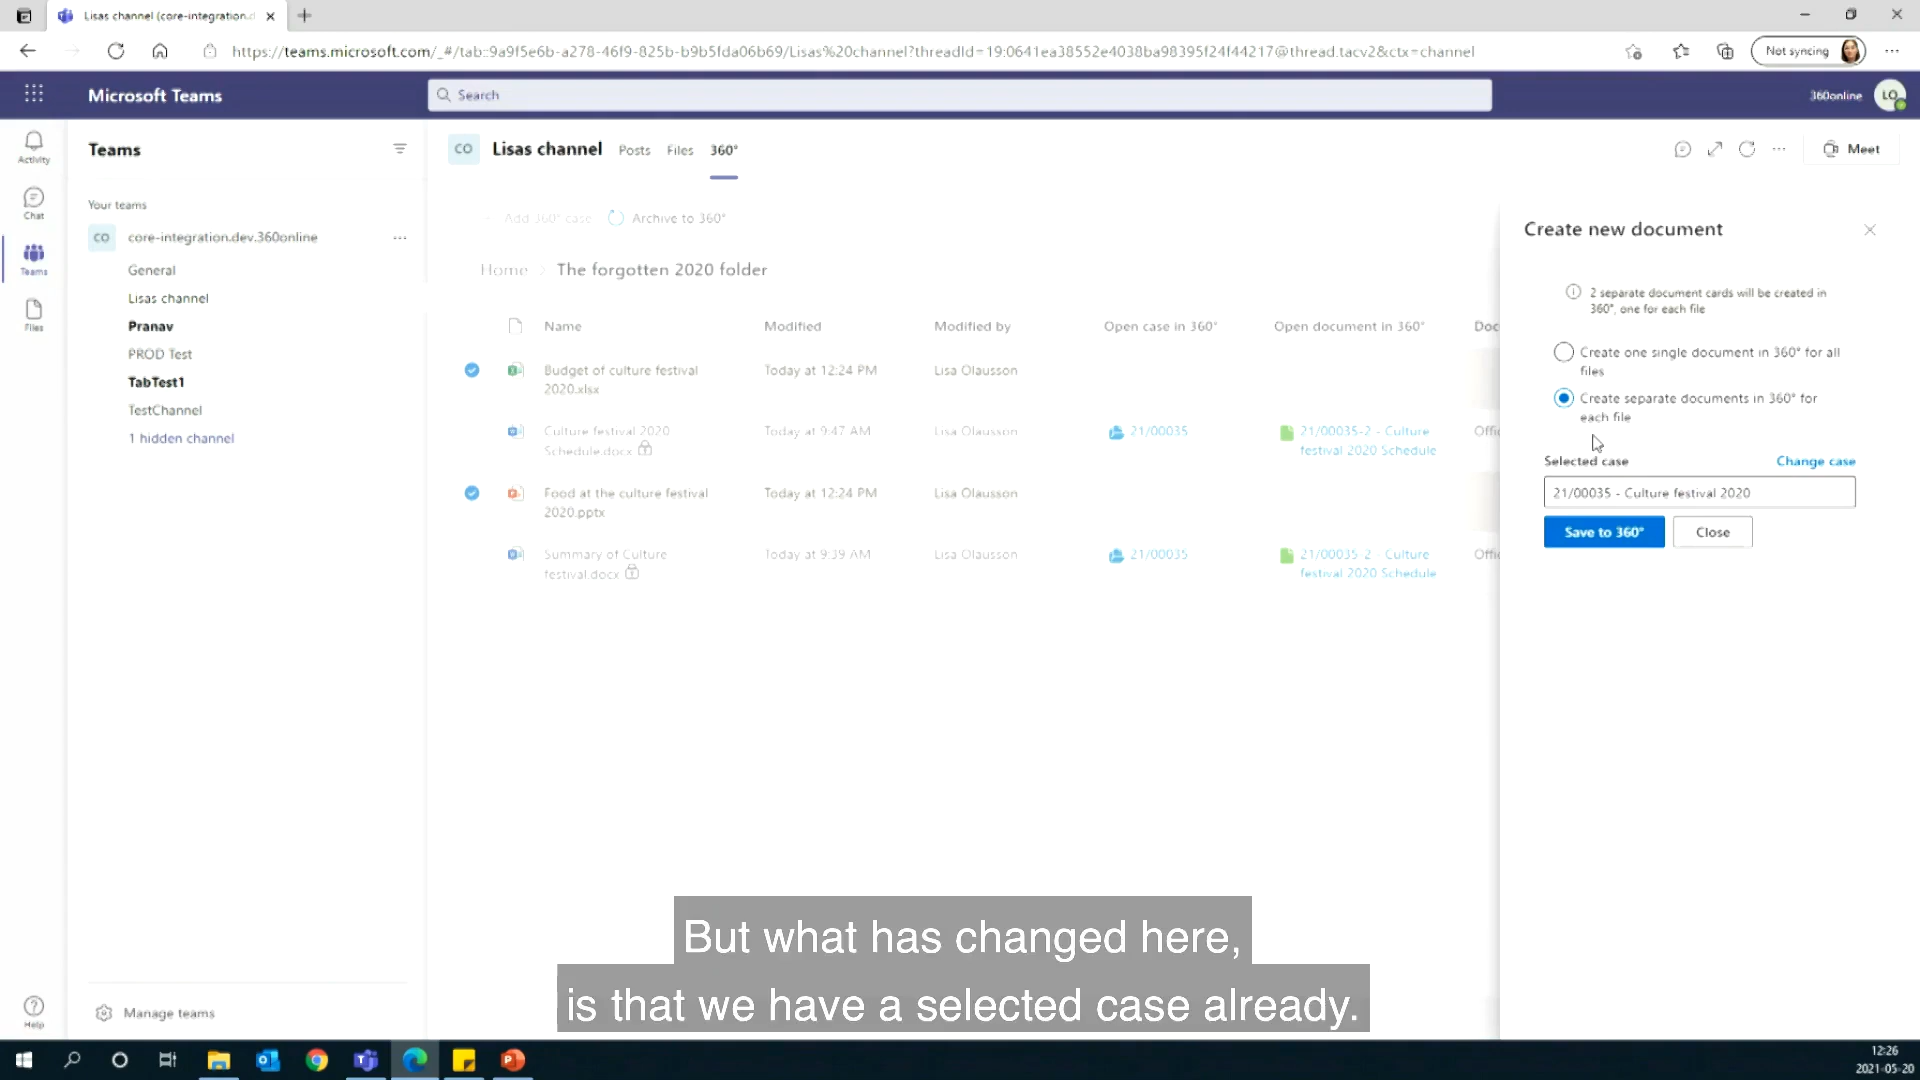 Lisas channel (core-integration.d
https://teams.microsoft.com/_#/tab::9a9f5e6b-a278-46f9-825b-b9b5fda06b69/Lisas%20channel?threadId=19:0641ea38552e4038ba98395f24f44217@thread.tacv2&ctx=channel
Not syncing
Microsoft Teams
Search
360online
LO
Activity
Chat
Teams
Files
Help
Teams
Your teams
CO
core-integration.dev.360online
General
Lisas channel
Pranav
PROD Test
TabTest1
TestChannel
1 hidden channel
Manage teams
CO
Lisas channel
Posts
Files
360°
Meet
Add 360° case
Archive to 360°
Home > The forgotten 2020 folder
Name
Modified
Modified by
Open case in 360°
Open document in 360°
Doc
Budget of culture festival
2020.xlsx
Today at 12:24 PM
Lisa Olausson
Culture festival 2020
Schedule.docx
Today at 9:47 AM
Lisa Olausson
21/00035
21/00035-2 - Culture
festival 2020 Schedule
Offic
Food at the culture festival
2020.pptx
Today at 12:24 PM
Lisa Olausson
Summary of Culture
festival.docx
Today at 9:39 AM
Lisa Olausson
21/00035
21/00035-2 - Culture
festival 2020 Schedule
Offic
Create new document
2 separate document cards will be created in
360°, one for each file
Create one single document in 360° for all
files
Create separate documents in 360° for
each file
Selected case
Change case
21/00035 - Culture festival 2020
Save to 360°
Close
But what has changed here,
is that we have a selected case already.
12:26
2021-05-20